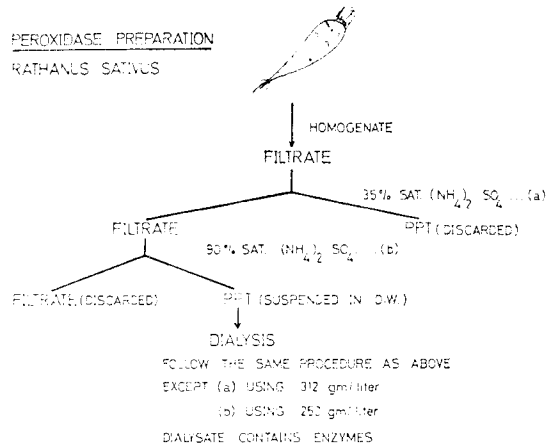 PEROXIDASE PREPARATION
RATHANUS SATIVUS
HOMOGENATE
FILTRATE
35% SAT. (NH4)2 SO4 ... (a)
FILTRATE
PPT (DISCARDED)
90% SAT. (NH4)2 SO4 ... (b)
FILTRATE (DISCARDED)
PPT (SUSPENDED IN D.W.)
DIALYSIS
FOLLOW THE SAME PROCEDURE AS ABOVE
EXCEPT (a) USING 312 gm/liter
(b) USING gm/liter
DIALYSATE CONTAINS ENZYMES